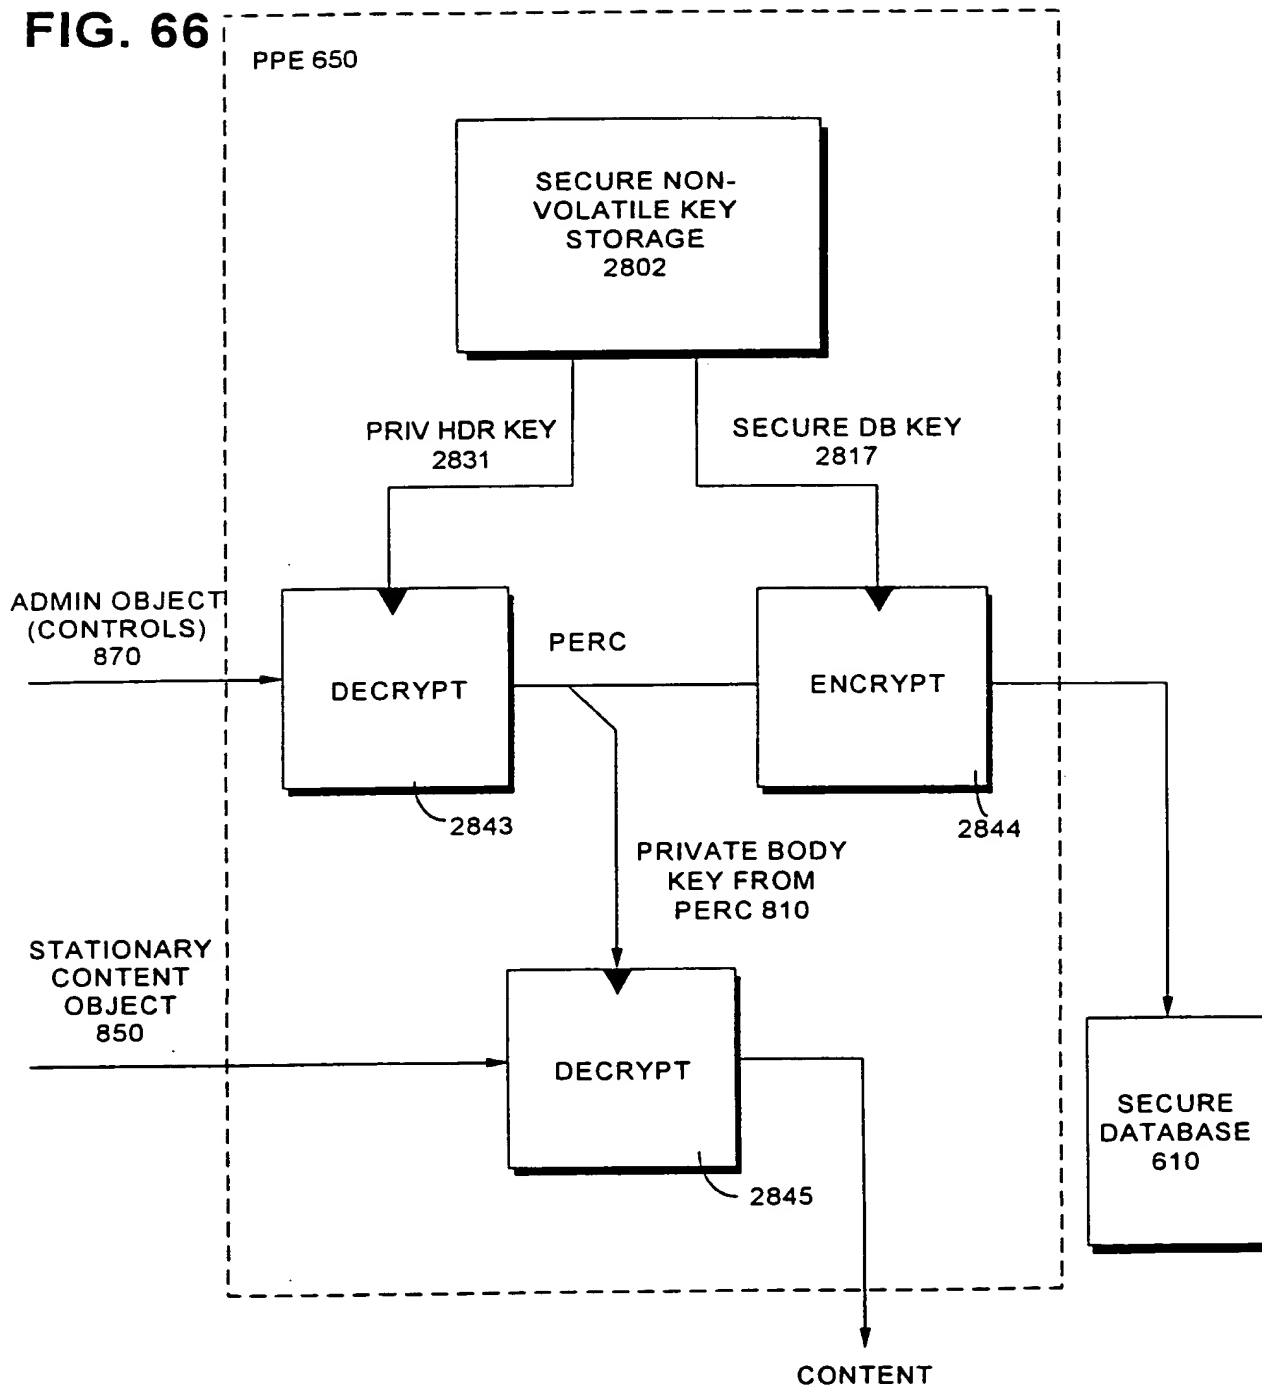 FIG. 66
PPE 650
SECURE NON-
VOLATILE KEY
STORAGE
2802
PRIV HDR KEY
2831
SECURE DB KEY
2817
ADMIN OBJECT
(CONTROLS)
870
DECRYPT
PERC
ENCRYPT
2843
2844
PRIVATE BODY
KEY FROM
PERC 810
STATIONARY
CONTENT
OBJECT
850
DECRYPT
2845
SECURE
DATABASE
610
CONTENT